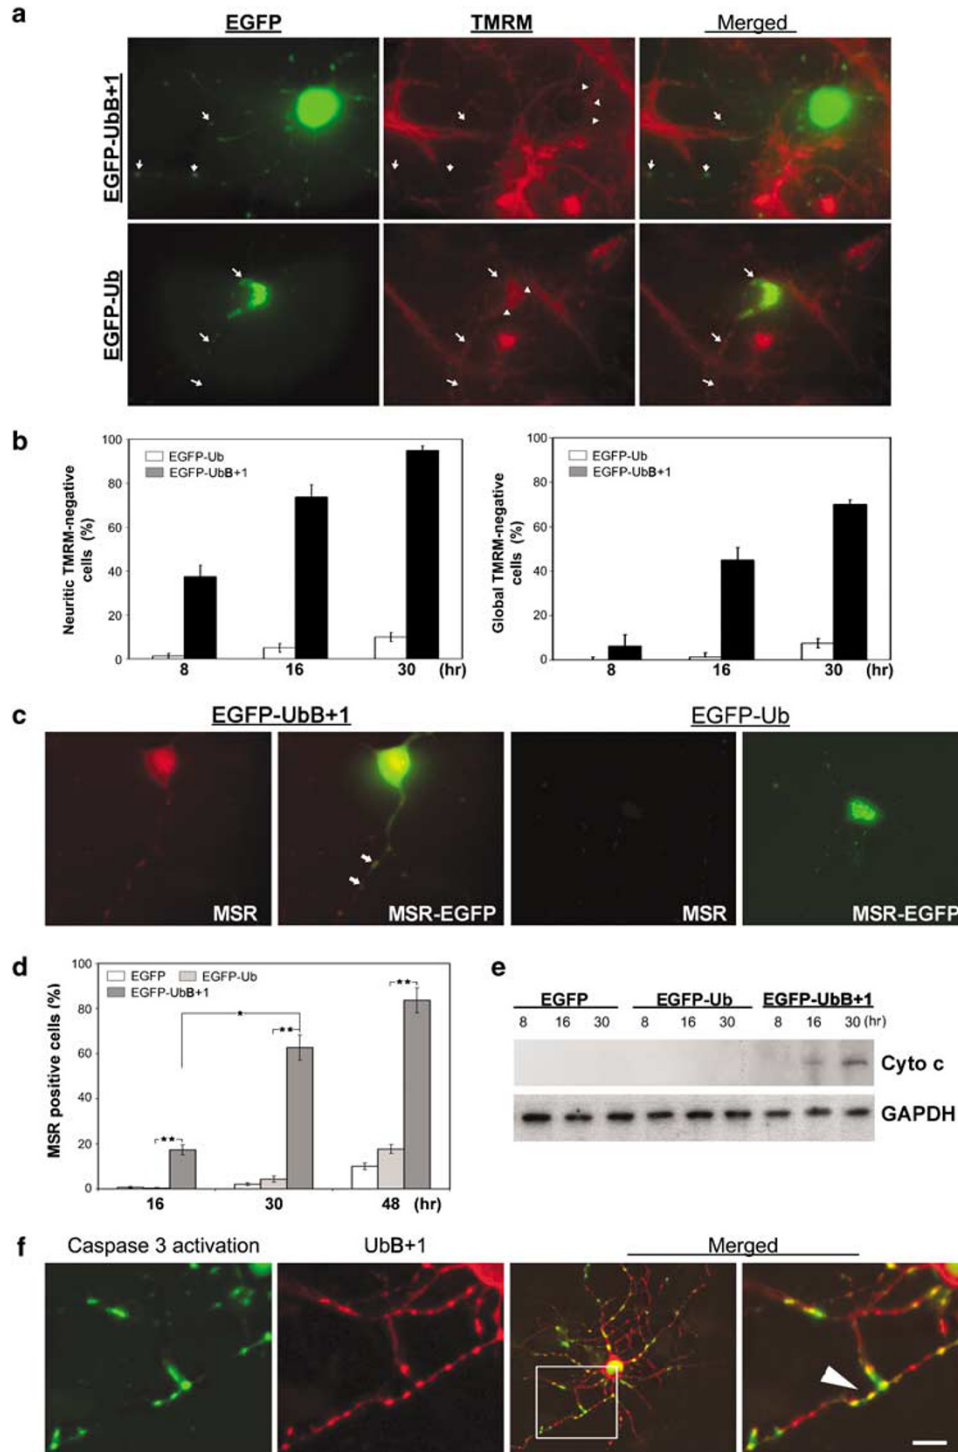 a
EGFP TMRM Merged
EGFP-UbB+1
EGFP-Ub
b
Neuritic TMRM-negative cells (%)
100
80
60
40
20
0
EGFP-Ub
EGFP-UbB+1
8 16 30 (hr)
Global TMRM-negative cells (%)
100
80
60
40
20
0
EGFP-Ub
EGFP-UbB+1
8 16 30 (hr)
c
EGFP-UbB+1 EGFP-Ub
MSR MSR-EGFP MSR MSR-EGFP
d
MSR positive cells (%)
100
80
60
40
20
0
EGFP EGFP-Ub
EGFP-UbB+1
** * ** **
16 30 48 (hr)
e
EGFP EGFP-Ub EGFP-UbB+1
8 16 30 8 16 30 8 16 30 (hr)
Cyto c
GAPDH
f
Caspase 3 activation UbB+1 Merged